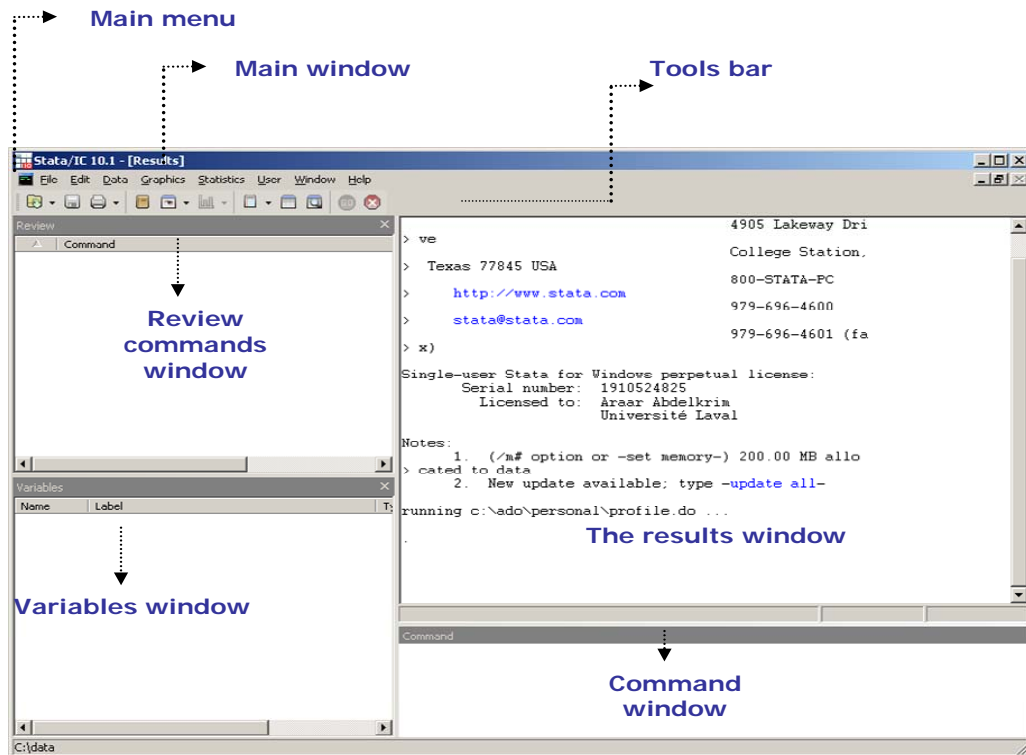 Main menu
Main window
Tools bar
Stata/IC 10.1 - [Results]
File Edit Data Graphics Statistics User Window Help
Review
Command
Review
commands
window
Variables
Name Label Ty
Variables window
4905 Lakeway Dri
> ve
College Station,
> Texas 77845 USA
800-STATA-PC
> http://www.stata.com
979-696-4600
> stata@stata.com
979-696-4601 (fa
> x)
Single-user Stata for Windows perpetual license:
Serial number: 1910524825
Licensed to: Araar Abdelkrim
Université Laval
Notes:
1. (/m# option or -set memory-) 200.00 MB allo
> cated to data
2. New update available; type -update all-
running c:\ado\personal\profile.do ...
.
The results window
Command
Command
window
C:\data